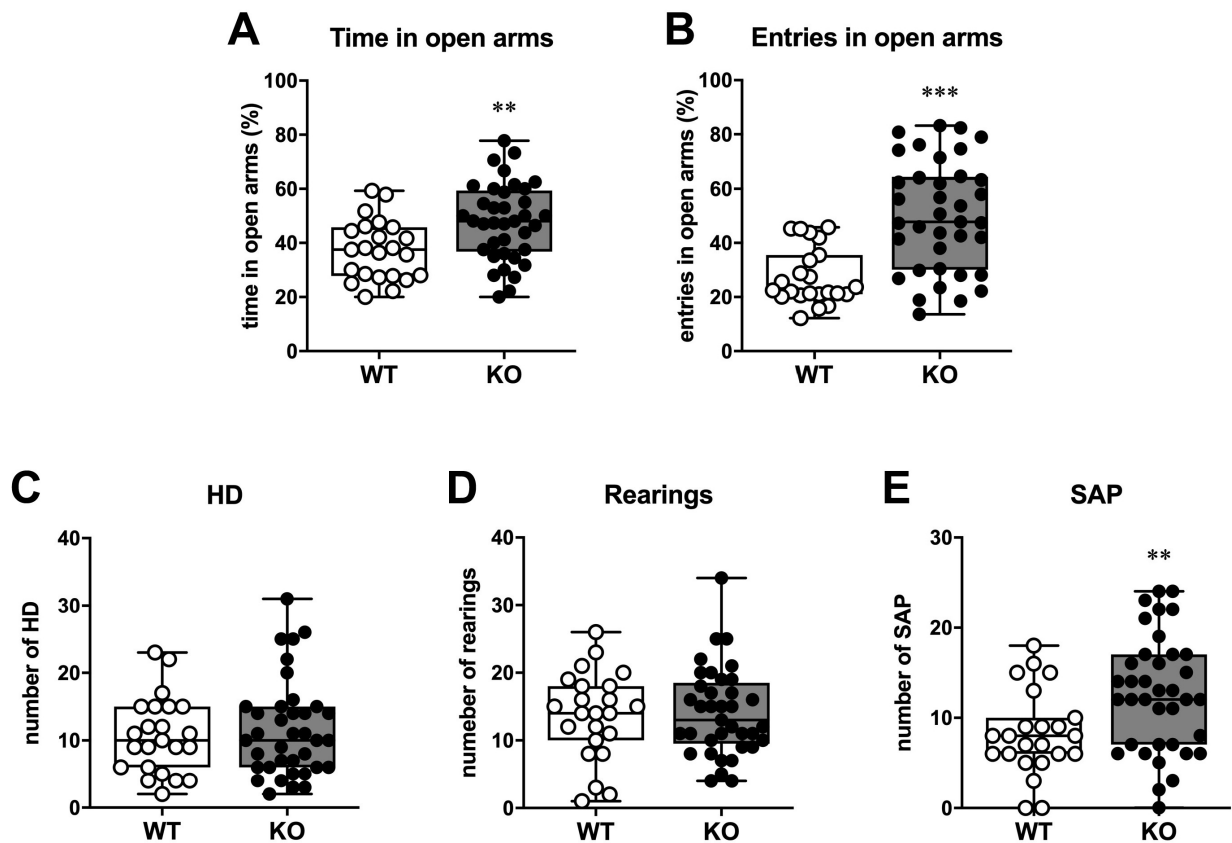 A Time in open arms
time in open arms (%)
100
80
60
40
20
0
**
WT KO
B Entries in open arms
entries in open arms (%)
100
80
60
40
20
0
***
WT KO
C HD
number of HD
40
30
20
10
0
WT KO
D Rearings
numeber of rearings
40
30
20
10
0
WT KO
E SAP
number of SAP
30
20
10
0
**
WT KO